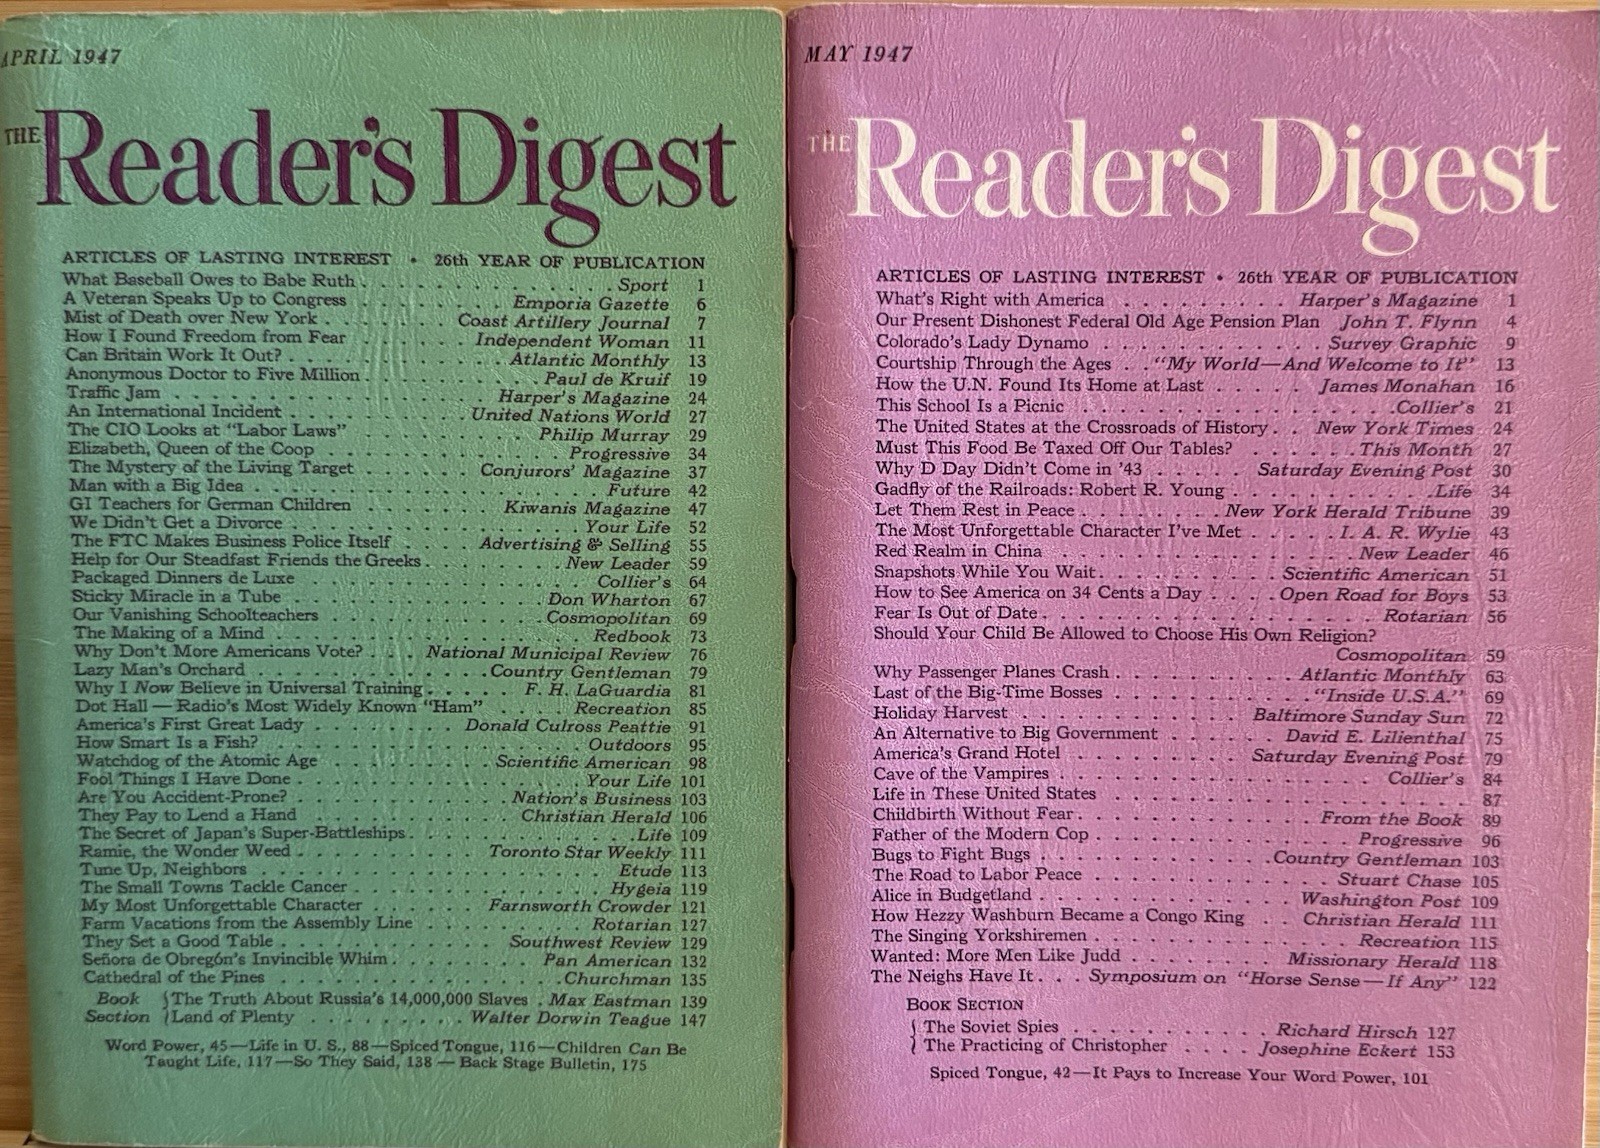 APRIL 1947
THE Reader's Digest
ARTICLES OF LASTING INTEREST • 26th YEAR OF PUBLICATION
What Baseball Owes to Babe Ruth . . . . . . . . . . . . . . Sport 1
A Veteran Speaks Up to Congress . . . . . . . . Emporia Gazette 6
Mist of Death over New York . . . . . . . Coast Artillery Journal 7
How I Found Freedom from Fear . . . . . . . Independent Woman 11
Can Britain Work It Out? . . . . . . . . . . . . Atlantic Monthly 13
Anonymous Doctor to Five Million . . . . . . . . . . Paul de Kruif 19
Traffic Jam . . . . . . . . . . . . . . . . . Harper's Magazine 24
An International Incident . . . . . . . . . . United Nations World 27
The CIO Looks at "Labor Laws" . . . . . . . . . Philip Murray 29
Elizabeth, Queen of the Coop . . . . . . . . . . . . Progressive 34
The Mystery of the Living Target . . . . . . Conjurors' Magazine 37
Man with a Big Idea . . . . . . . . . . . . . . . . . . Future 42
GI Teachers for German Children . . . . . . Kiwanis Magazine 47
We Didn't Get a Divorce . . . . . . . . . . . . . . . Your Life 52
The FTC Makes Business Police Itself . . . . Advertising & Selling 55
Help for Our Steadfast Friends the Greeks . . . . . . . New Leader 59
Packaged Dinners de Luxe . . . . . . . . . . . . . . Collier's 64
Sticky Miracle in a Tube . . . . . . . . . . . . . Don Wharton 67
Our Vanishing Schoolteachers . . . . . . . . . . . Cosmopolitan 69
The Making of a Mind . . . . . . . . . . . . . . . . Redbook 73
Why Don't More Americans Vote? . . . National Municipal Review 76
Lazy Man's Orchard . . . . . . . . . . . . Country Gentleman 79
Why I Now Believe in Universal Training . . . . . F. H. LaGuardia 81
Dot Hall — Radio's Most Widely Known "Ham" . . . . Recreation 85
America's First Great Lady . . . . . . . Donald Culross Peattie 91
How Smart Is a Fish? . . . . . . . . . . . . . . . . Outdoors 95
Watchdog of the Atomic Age . . . . . . . . . Scientific American 98
Fool Things I Have Done . . . . . . . . . . . . . . Your Life 101
Are You Accident-Prone? . . . . . . . . . . . Nation's Business 103
They Pay to Lend a Hand . . . . . . . . . . . Christian Herald 106
The Secret of Japan's Super-Battleships . . . . . . . . . . . Life 109
Ramie, the Wonder Weed . . . . . . . . . . Toronto Star Weekly 111
Tune Up, Neighbors . . . . . . . . . . . . . . . . . . Etude 113
The Small Towns Tackle Cancer . . . . . . . . . . . . Hygeia 119
My Most Unforgettable Character . . . . . . Farnsworth Crowder 121
Farm Vacations from the Assembly Line . . . . . . . . Rotarian 127
They Set a Good Table . . . . . . . . . . . . Southwest Review 129
Señora de Obregón's Invincible Whim . . . . . . . Pan American 132
Cathedral of the Pines . . . . . . . . . . . . . . . Churchman 135
Book {The Truth About Russia's 14,000,000 Slaves . Max Eastman 139
Section {Land of Plenty . . . . . . . . . Walter Dorwin Teague 147
Word Power, 45—Life in U. S., 88—Spiced Tongue, 116—Children Can Be
Taught Life, 117—So They Said, 138 — Back Stage Bulletin, 175
MAY 1947
THE Reader's Digest
ARTICLES OF LASTING INTEREST • 26th YEAR OF PUBLICATION
What's Right with America . . . . . . . . . Harper's Magazine 1
Our Present Dishonest Federal Old Age Pension Plan John T. Flynn 4
Colorado's Lady Dynamo . . . . . . . . . . . . Survey Graphic 9
Courtship Through the Ages . . "My World—And Welcome to It" 13
How the U.N. Found Its Home at Last . . . . . James Monahan 16
This School Is a Picnic . . . . . . . . . . . . . . . . Collier's 21
The United States at the Crossroads of History . . New York Times 24
Must This Food Be Taxed Off Our Tables? . . . . . . This Month 27
Why D Day Didn't Come in '43 . . . . . Saturday Evening Post 30
Gadfly of the Railroads: Robert R. Young . . . . . . . . . . Life 34
Let Them Rest in Peace . . . . . . . . New York Herald Tribune 39
The Most Unforgettable Character I've Met . . . . . I. A. R. Wylie 43
Red Realm in China . . . . . . . . . . . . . . . New Leader 46
Snapshots While You Wait . . . . . . . . . . Scientific American 51
How to See America on 34 Cents a Day . . . . Open Road for Boys 53
Fear Is Out of Date . . . . . . . . . . . . . . . . . Rotarian 56
Should Your Child Be Allowed to Choose His Own Religion?
Cosmopolitan 59
Why Passenger Planes Crash . . . . . . . . . . Atlantic Monthly 63
Last of the Big-Time Bosses . . . . . . . . . . . "Inside U.S.A." 69
Holiday Harvest . . . . . . . . . . . . Baltimore Sunday Sun 72
An Alternative to Big Government . . . . . . David E. Lilienthal 75
America's Grand Hotel . . . . . . . . . . Saturday Evening Post 79
Cave of the Vampires . . . . . . . . . . . . . . . . Collier's 84
Life in These United States . . . . . . . . . . . . . . . . . . 87
Childbirth Without Fear . . . . . . . . . . . . From the Book 89
Father of the Modern Cop . . . . . . . . . . . . . Progressive 96
Bugs to Fight Bugs . . . . . . . . . . . . Country Gentleman 103
The Road to Labor Peace . . . . . . . . . . . . . Stuart Chase 105
Alice in Budgetland . . . . . . . . . . . . . Washington Post 109
How Hezzy Washburn Became a Congo King . . Christian Herald 111
The Singing Yorkshiremen . . . . . . . . . . . . . Recreation 115
Wanted: More Men Like Judd . . . . . . . . Missionary Herald 118
The Neighs Have It . . . Symposium on "Horse Sense—If Any" 122
BOOK SECTION
{The Soviet Spies . . . . . . . . . . . Richard Hirsch 127
{The Practicing of Christopher . . . . Josephine Eckert 153
Spiced Tongue, 42—It Pays to Increase Your Word Power, 101